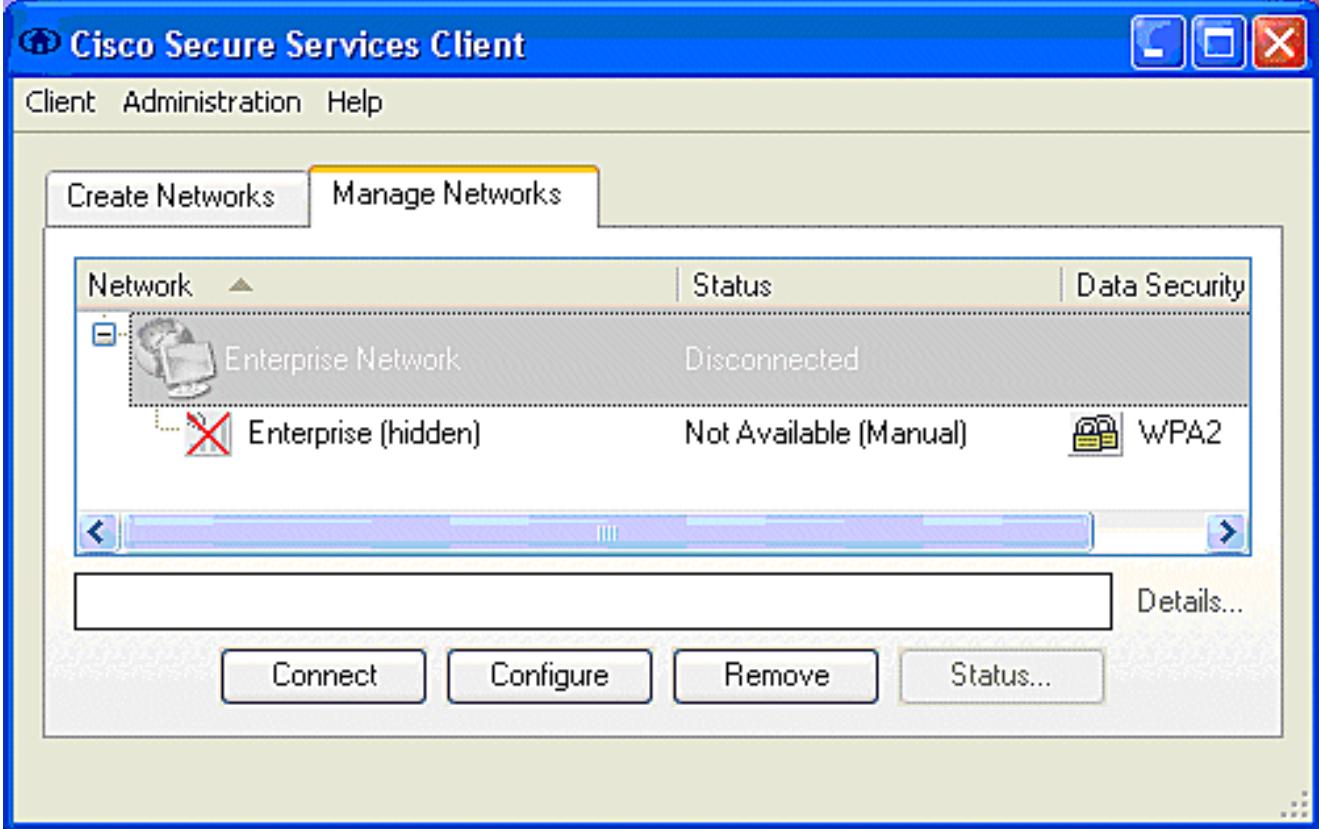 Cisco Secure Services Client
Client Administration Help
Create Networks Manage Networks
Network Status Data Security
Enterprise Network Disconnected
Enterprise (hidden) Not Available (Manual) WPA2
Details...
Connect Configure Remove Status...